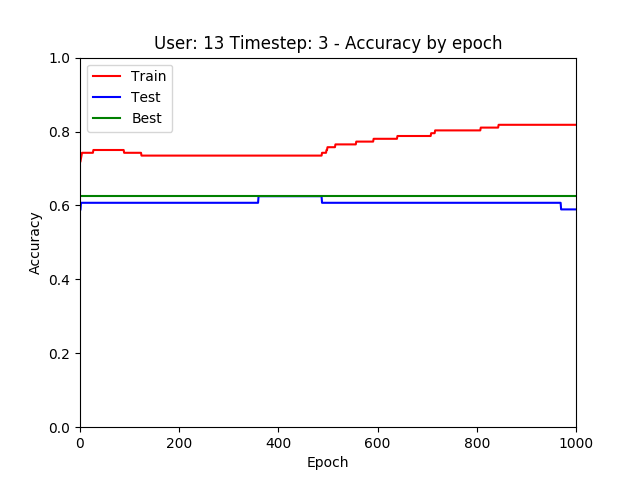 User: 13 Timestep: 3 - Accuracy by epoch
1.0
0.8
0.6
0.4
0.2
0.0
Accuracy
Train
Test
Best
0 200 400 600 800 1000
Epoch